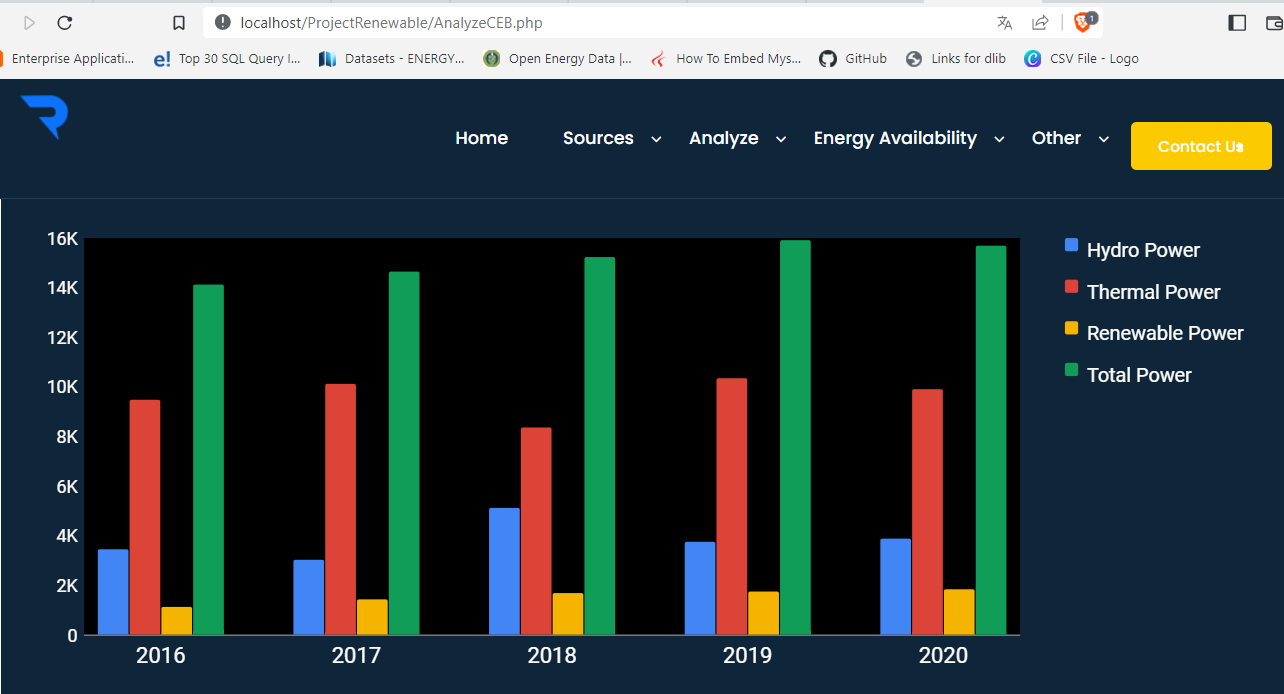 localhost/ProjectRenewable/AnalyzeCEB.php
1
Enterprise Applicati... e! Top 30 SQL Query I... Datasets - ENERGY... Open Energy Data |... How To Embed Mys... GitHub Links for dlib C CSV File - Logo
Home Sources Analyze Energy Availability Other Contact Us
16K
14K
12K
10K
8K
6K
4K
2K
0
2016 2017 2018 2019 2020
Hydro Power
Thermal Power
Renewable Power
Total Power